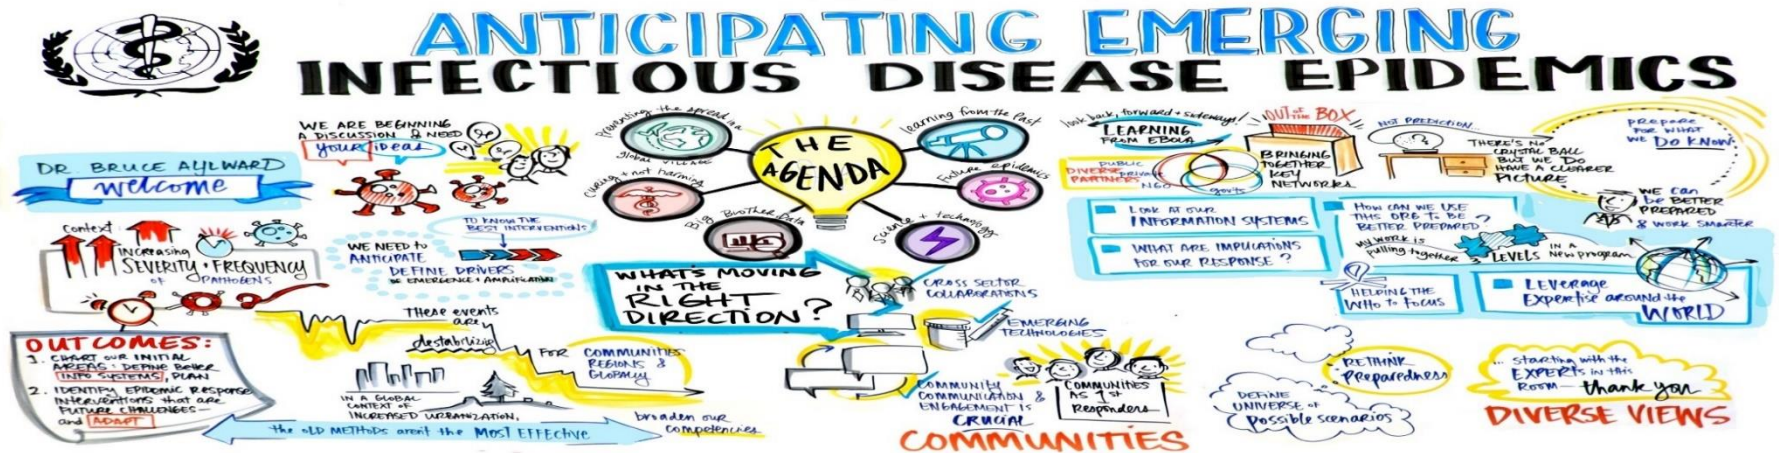 ANTICIPATING EMERGING
INFECTIOUS DISEASE EPIDEMICS
DR. BRUCE AYLWARD
welcome
WE ARE BEGINNING
A DISCUSSION & NEED
your ideas
Context
increasing
SEVERITY + FREQUENCY
OF PATHOGENS
TO KNOW THE
BEST INTERVENTIONS
WE NEED to
ANTICIPATE
DEFINE DRIVERS
OF EMERGENCE + AMPLIFICATION
OUTCOMES:
1. CHART OUR INITIAL
AREAS: DEFINE Better
INFO SYSTEMS, PLAN
2. IDENTIFY EPIDEMIC Response
Interventions that are
FUTURE CHALLENGES—
and ADAPT
These events
are
destabilizing
FOR COMMUNITIES
REGIONS &
GLOBALLY
IN A GLOBAL
CONTEXT OF
INCREASED URBANIZATION,
the OLD METHODS aren't the MOST EFFECTIVE
broaden our
competencies
THE
AGENDA
Preventing the spread in a
global VILLAGE
Curing + not harming
Big Brother Data
learning from the Past
Future epidemics
Science + technology
WHAT'S MOVING
IN THE
RIGHT
DIRECTION?
CROSS SECTOR
COLLABORATIONS
EMERGING
TECHNOLOGIES
COMMUNITY
COMMUNICATION &
ENGAGEMENT IS
CRUCIAL
COMMUNITIES
AS 1st
Responders
COMMUNITIES
look back, forward + sideways!
LEARNING
FROM EBOLA
PUBLIC
DIVERSE private
PARTNERS NGO
gov'ts
OUT OF THE BOX
BRINGING
TOGETHER
KEY
NETWORKS
NOT PREDICTION...
THERE'S NO
CRYSTAL BALL
BUT WE DO
HAVE A CLEARER
PICTURE
PREPARE
FOR WHAT
WE DO KNOW
WE CAN
be BETTER
PREPARED
& WORK SMARTER
LOOK AT OUR
INFORMATION SYSTEMS
WHAT ARE IMPLICATIONS
FOR OUR RESPONSE?
HOW CAN WE USE
THIS ORG to BE
BETTER PREPARED?
MY WORK IS
pulling together 3 LEVELS IN A
New program
HELPING THE
WHO to FOCUS
LEVERAGE
Expertise around the
WORLD
DEFINE
UNIVERSE of
Possible scenarios
RETHINK
Preparedness
... starting with the
EXPERTS in this
ROOM— thank you
DIVERSE VIEWS